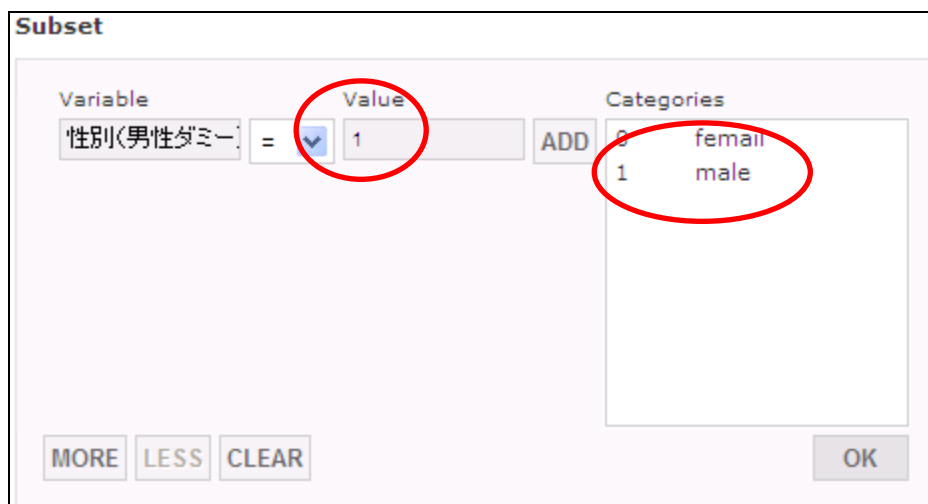 Subset
Variable Value Categories
性別(男性ダミー) = 1 ADD 0 femail
1 male
MORE LESS CLEAR OK